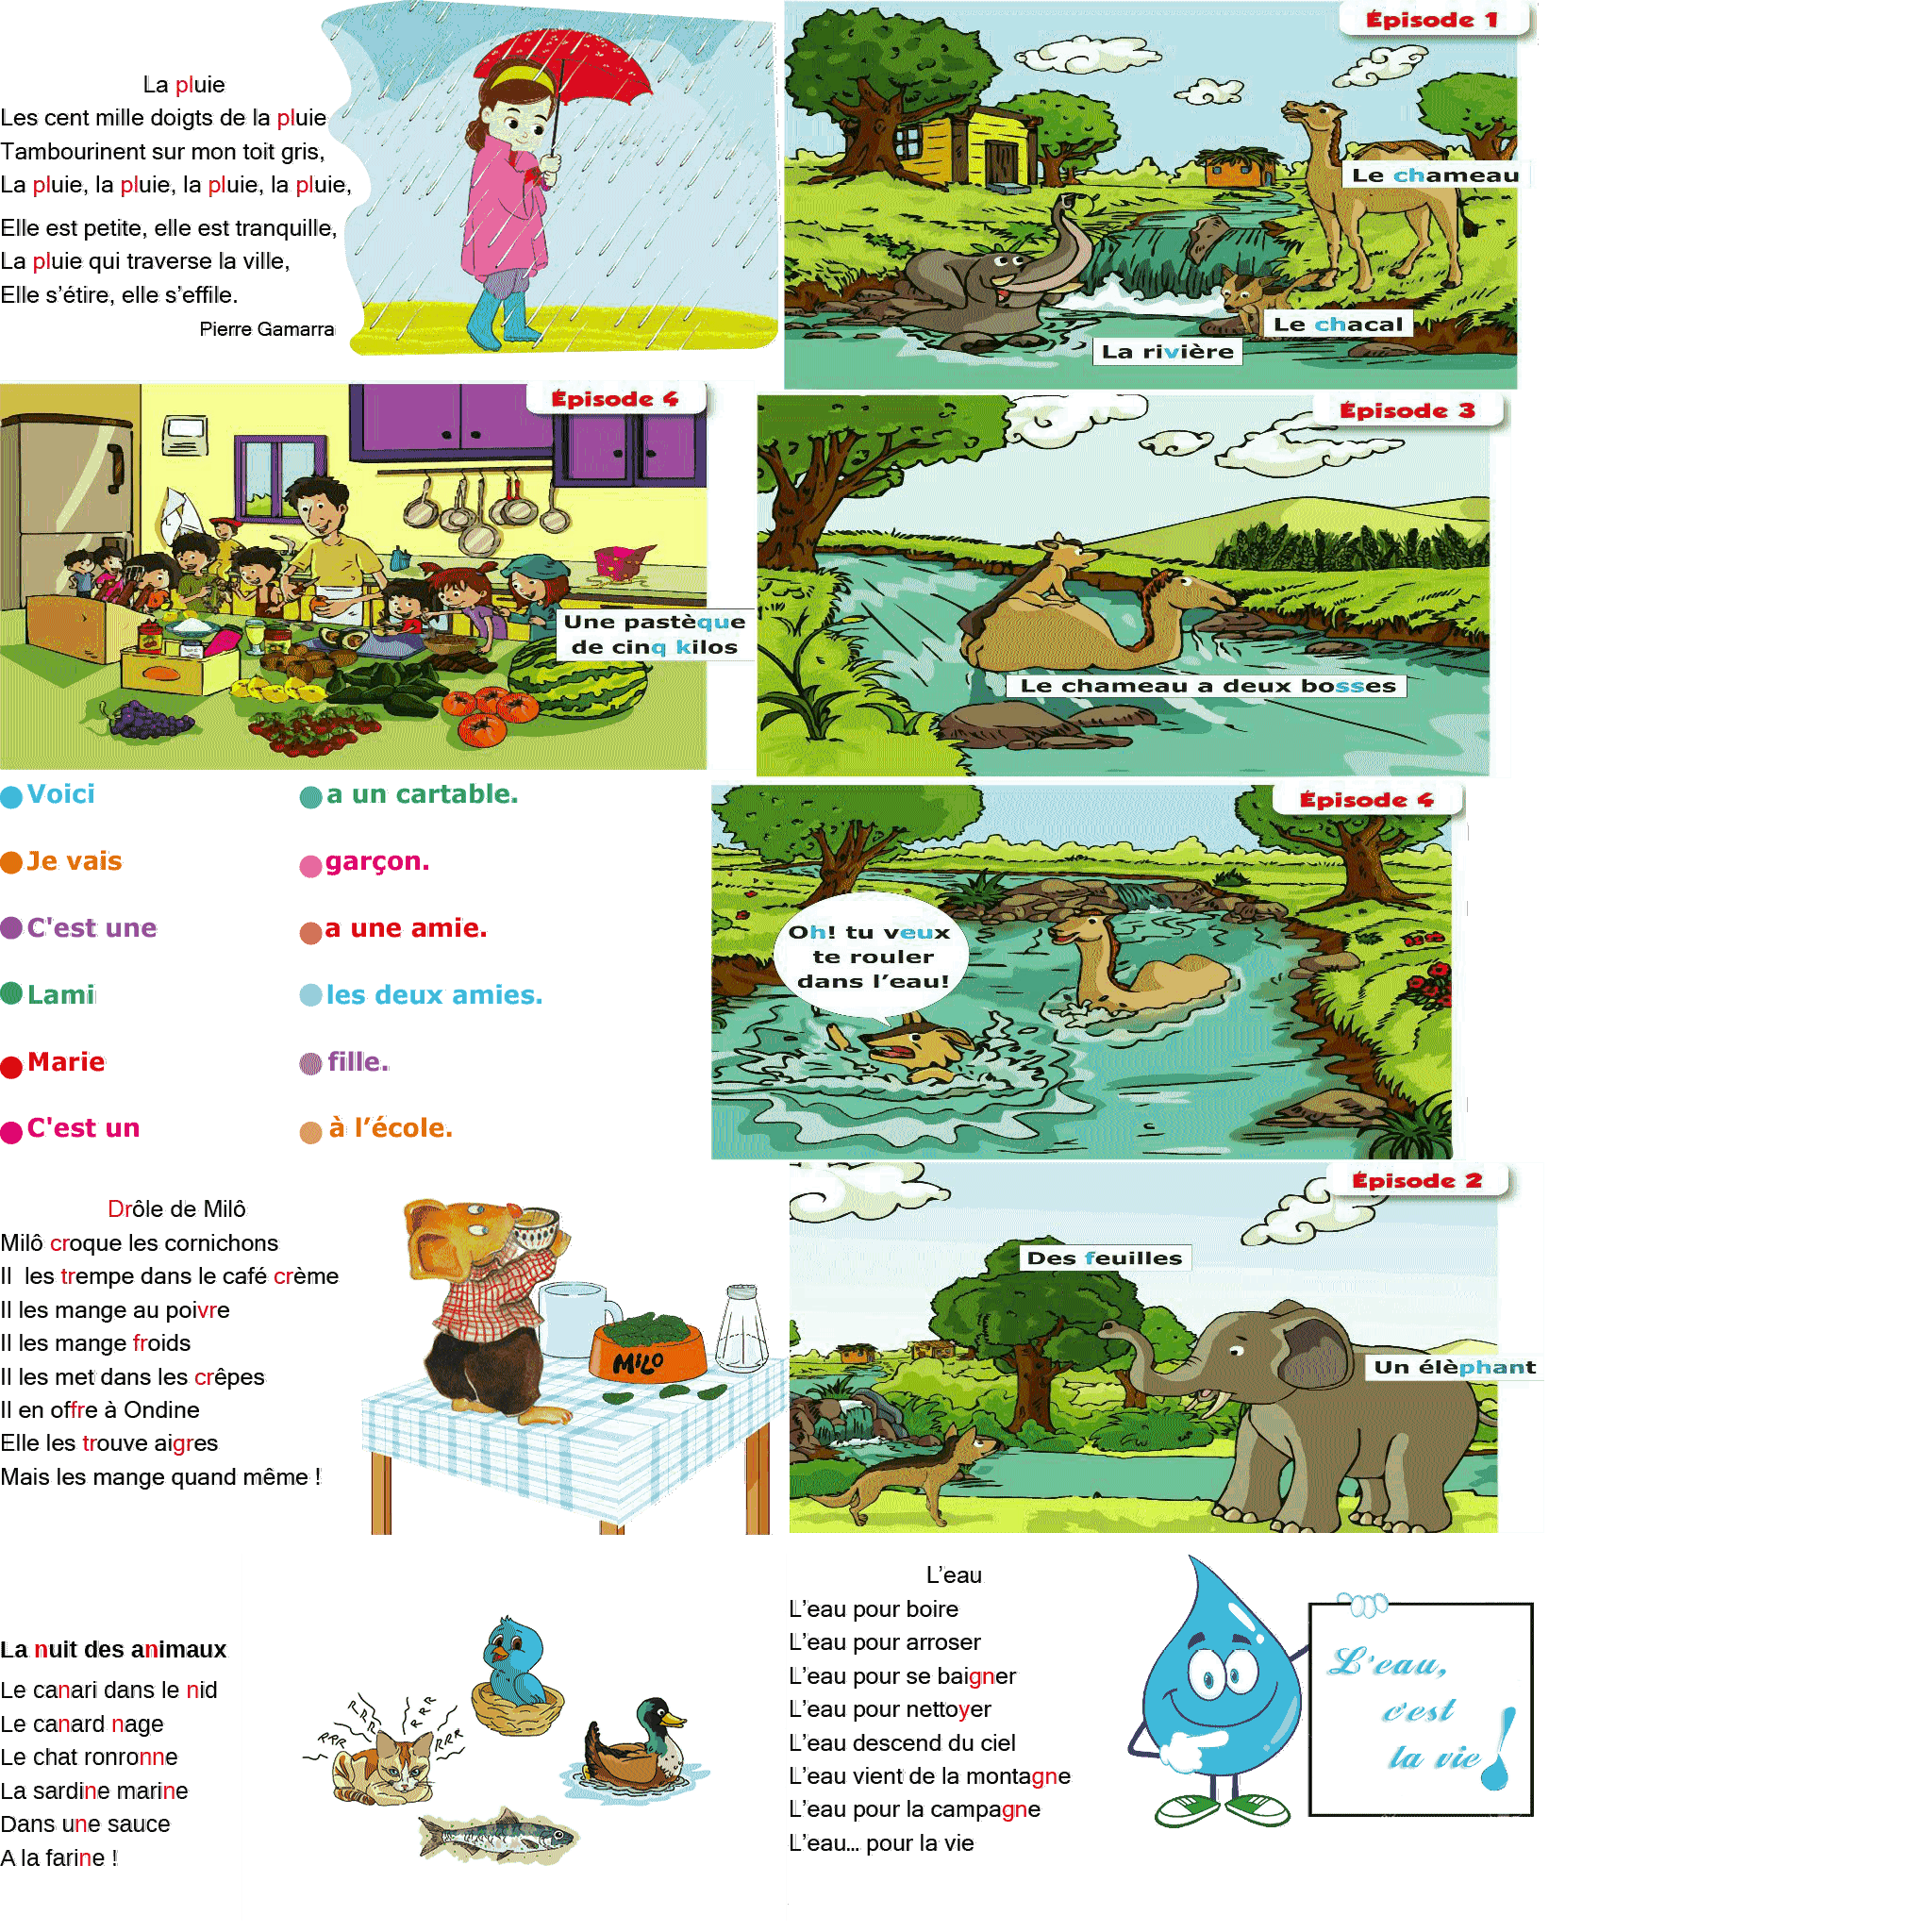 La pluie
Les cent mille doigts de la pluie
Tambourinent sur mon toit gris,
La pluie, la pluie, la pluie, la pluie,
Elle est petite, elle est tranquille,
La pluie qui traverse la ville,
Elle s’étire, elle s’effile.
Pierre Gamarra
Épisode 1
Le chameau
Le chacal
La rivière
Épisode 4
Une pastèque
de cinq kilos
Épisode 3
Le chameau a deux bosses
Voici
a un cartable.
Je vais
garçon.
C'est une
a une amie.
Lami
les deux amies.
Marie
fille.
C'est un
à l’école.
Épisode 4
Oh! tu veux
te rouler
dans l’eau!
Drôle de Milô
Milô croque les cornichons
Il les trempe dans le café crème
Il les mange au poivre
Il les mange froids
Il les met dans les crêpes
Il en offre à Ondine
Elle les trouve aigres
Mais les mange quand même !
MILO
Épisode 2
Des feuilles
Un élèphant
La nuit des animaux
Le canari dans le nid
Le canard nage
Le chat ronronne
La sardine marine
Dans une sauce
A la farine !
RRR
RRR
RRR
RRR
L’eau
L’eau pour boire
L’eau pour arroser
L’eau pour se baigner
L’eau pour nettoyer
L’eau descend du ciel
L’eau vient de la montagne
L’eau pour la campagne
L’eau... pour la vie
L'eau,
c'est
la vie !